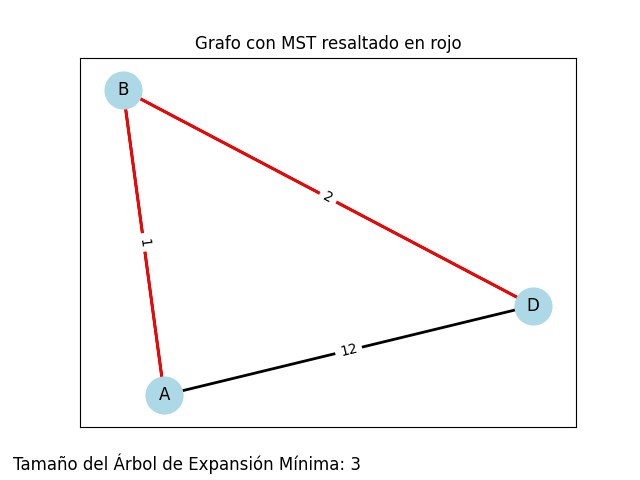 Grafo con MST resaltado en rojo
B
2
1
D
12
A
Tamaño del Árbol de Expansión Mínima: 3